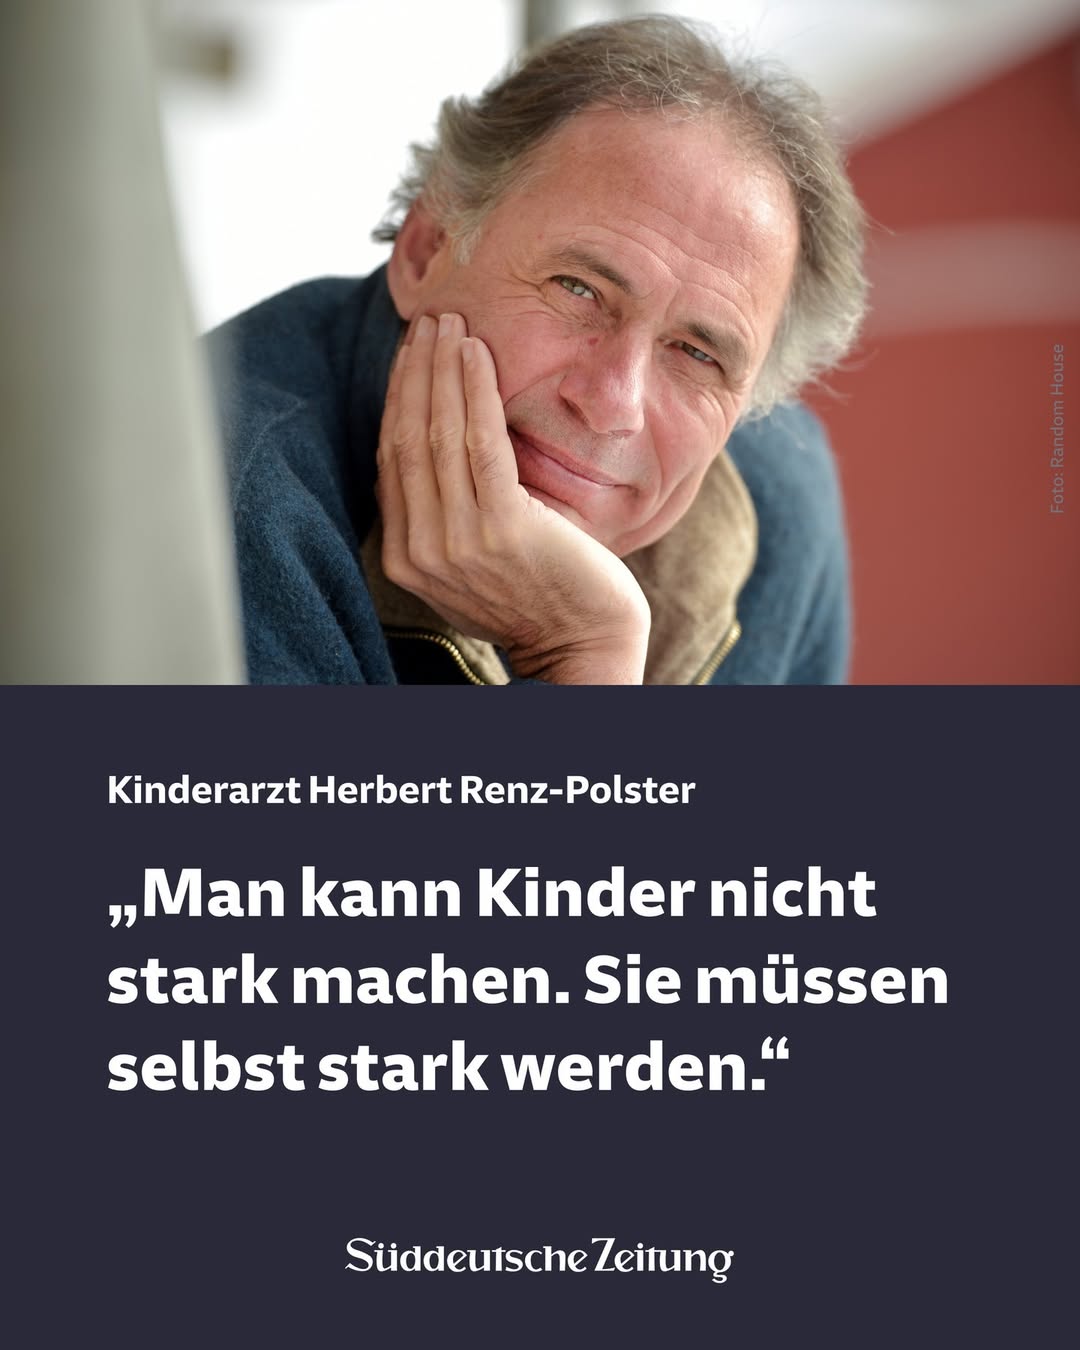 Foto: Random House
Kinderarzt Herbert Renz-Polster
„Man kann Kinder nicht
stark machen. Sie müssen
selbst stark werden.“
Süddeutsche Zeitung